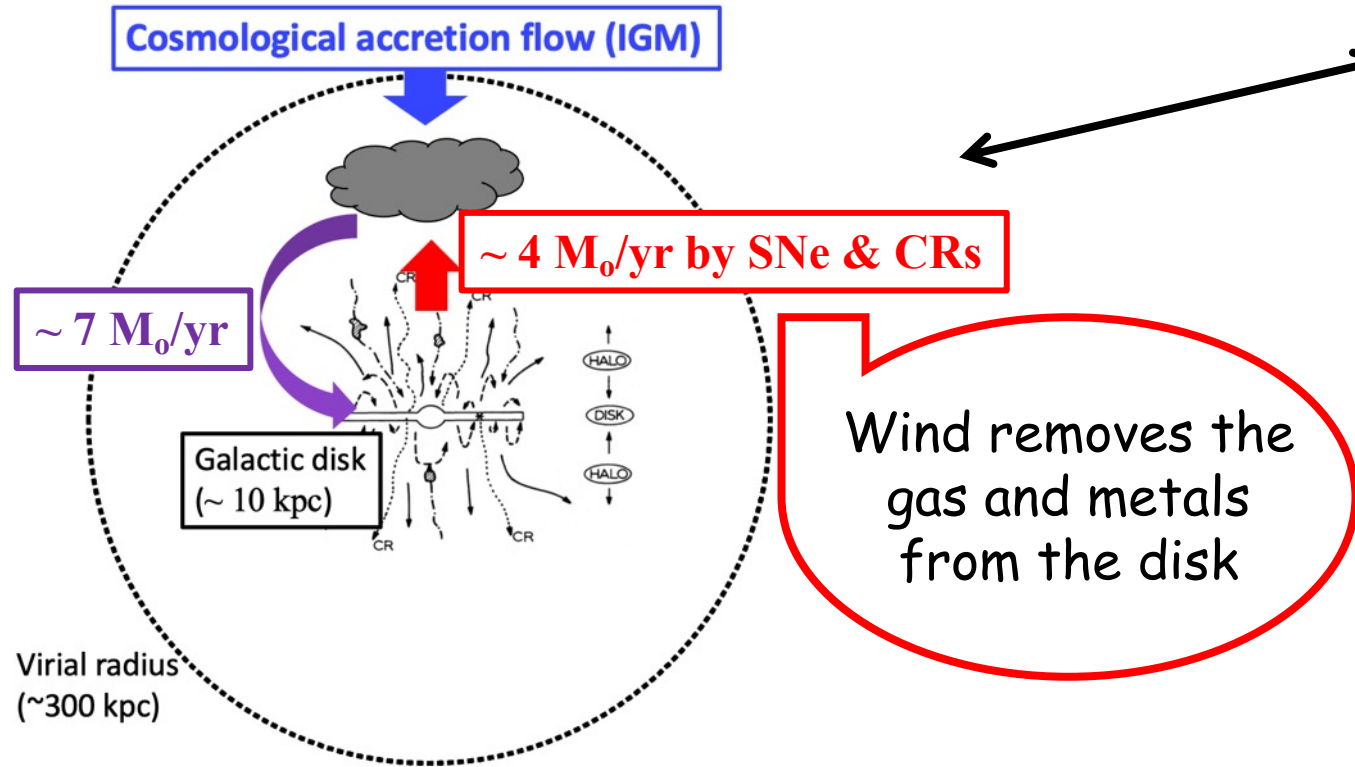 Cosmological accretion flow (IGM)
~ 4 Mₒ/yr by SNe & CRs
~ 7 Mₒ/yr
CR
CR
HALO
DISK
HALO
Galactic disk
(~ 10 kpc)
CR
CR
Wind removes the
gas and metals
from the disk
Virial radius
(~300 kpc)